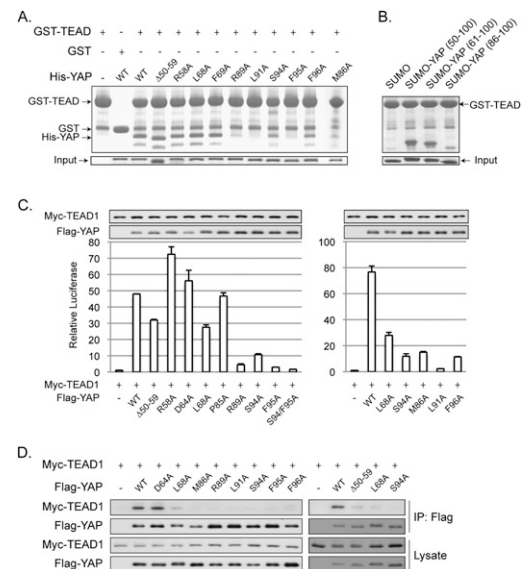 A.
GST-TEAD + - + + + + + + + + + + +
GST - + - - - - - - - - - - -
His-YAP - WT WT Δ50-59 R58A L68A F69A R89A L91A S94A F95A F96A M86A
GST-TEAD
GST
His-YAP
Input
B.
SUMO
SUMO-YAP (50-100)
SUMO-YAP (61-100)
SUMO-YAP (86-100)
GST-TEAD
Input
C.
Myc-TEAD1
Flag-YAP
Relative Luciferase
80
70
60
50
40
30
20
10
0
Myc-TEAD1 + + + + + + + + + + +
Flag-YAP - WT Δ50-59 R58A D64A L68A P85A R89A S94A F95A S94/F95A
100
80
60
40
20
0
+ + + + + + +
- WT L68A S94A M86A L91A F96A
D.
Myc-TEAD1 + + + + + + + + + + + + + + +
Flag-YAP - WT D64A L68A M86A R89A L91A S94A F95A F96A - WT Δ50-59 L68A S94A
Myc-TEAD1
Flag-YAP
IP: Flag
Myc-TEAD1
Flag-YAP
Lysate